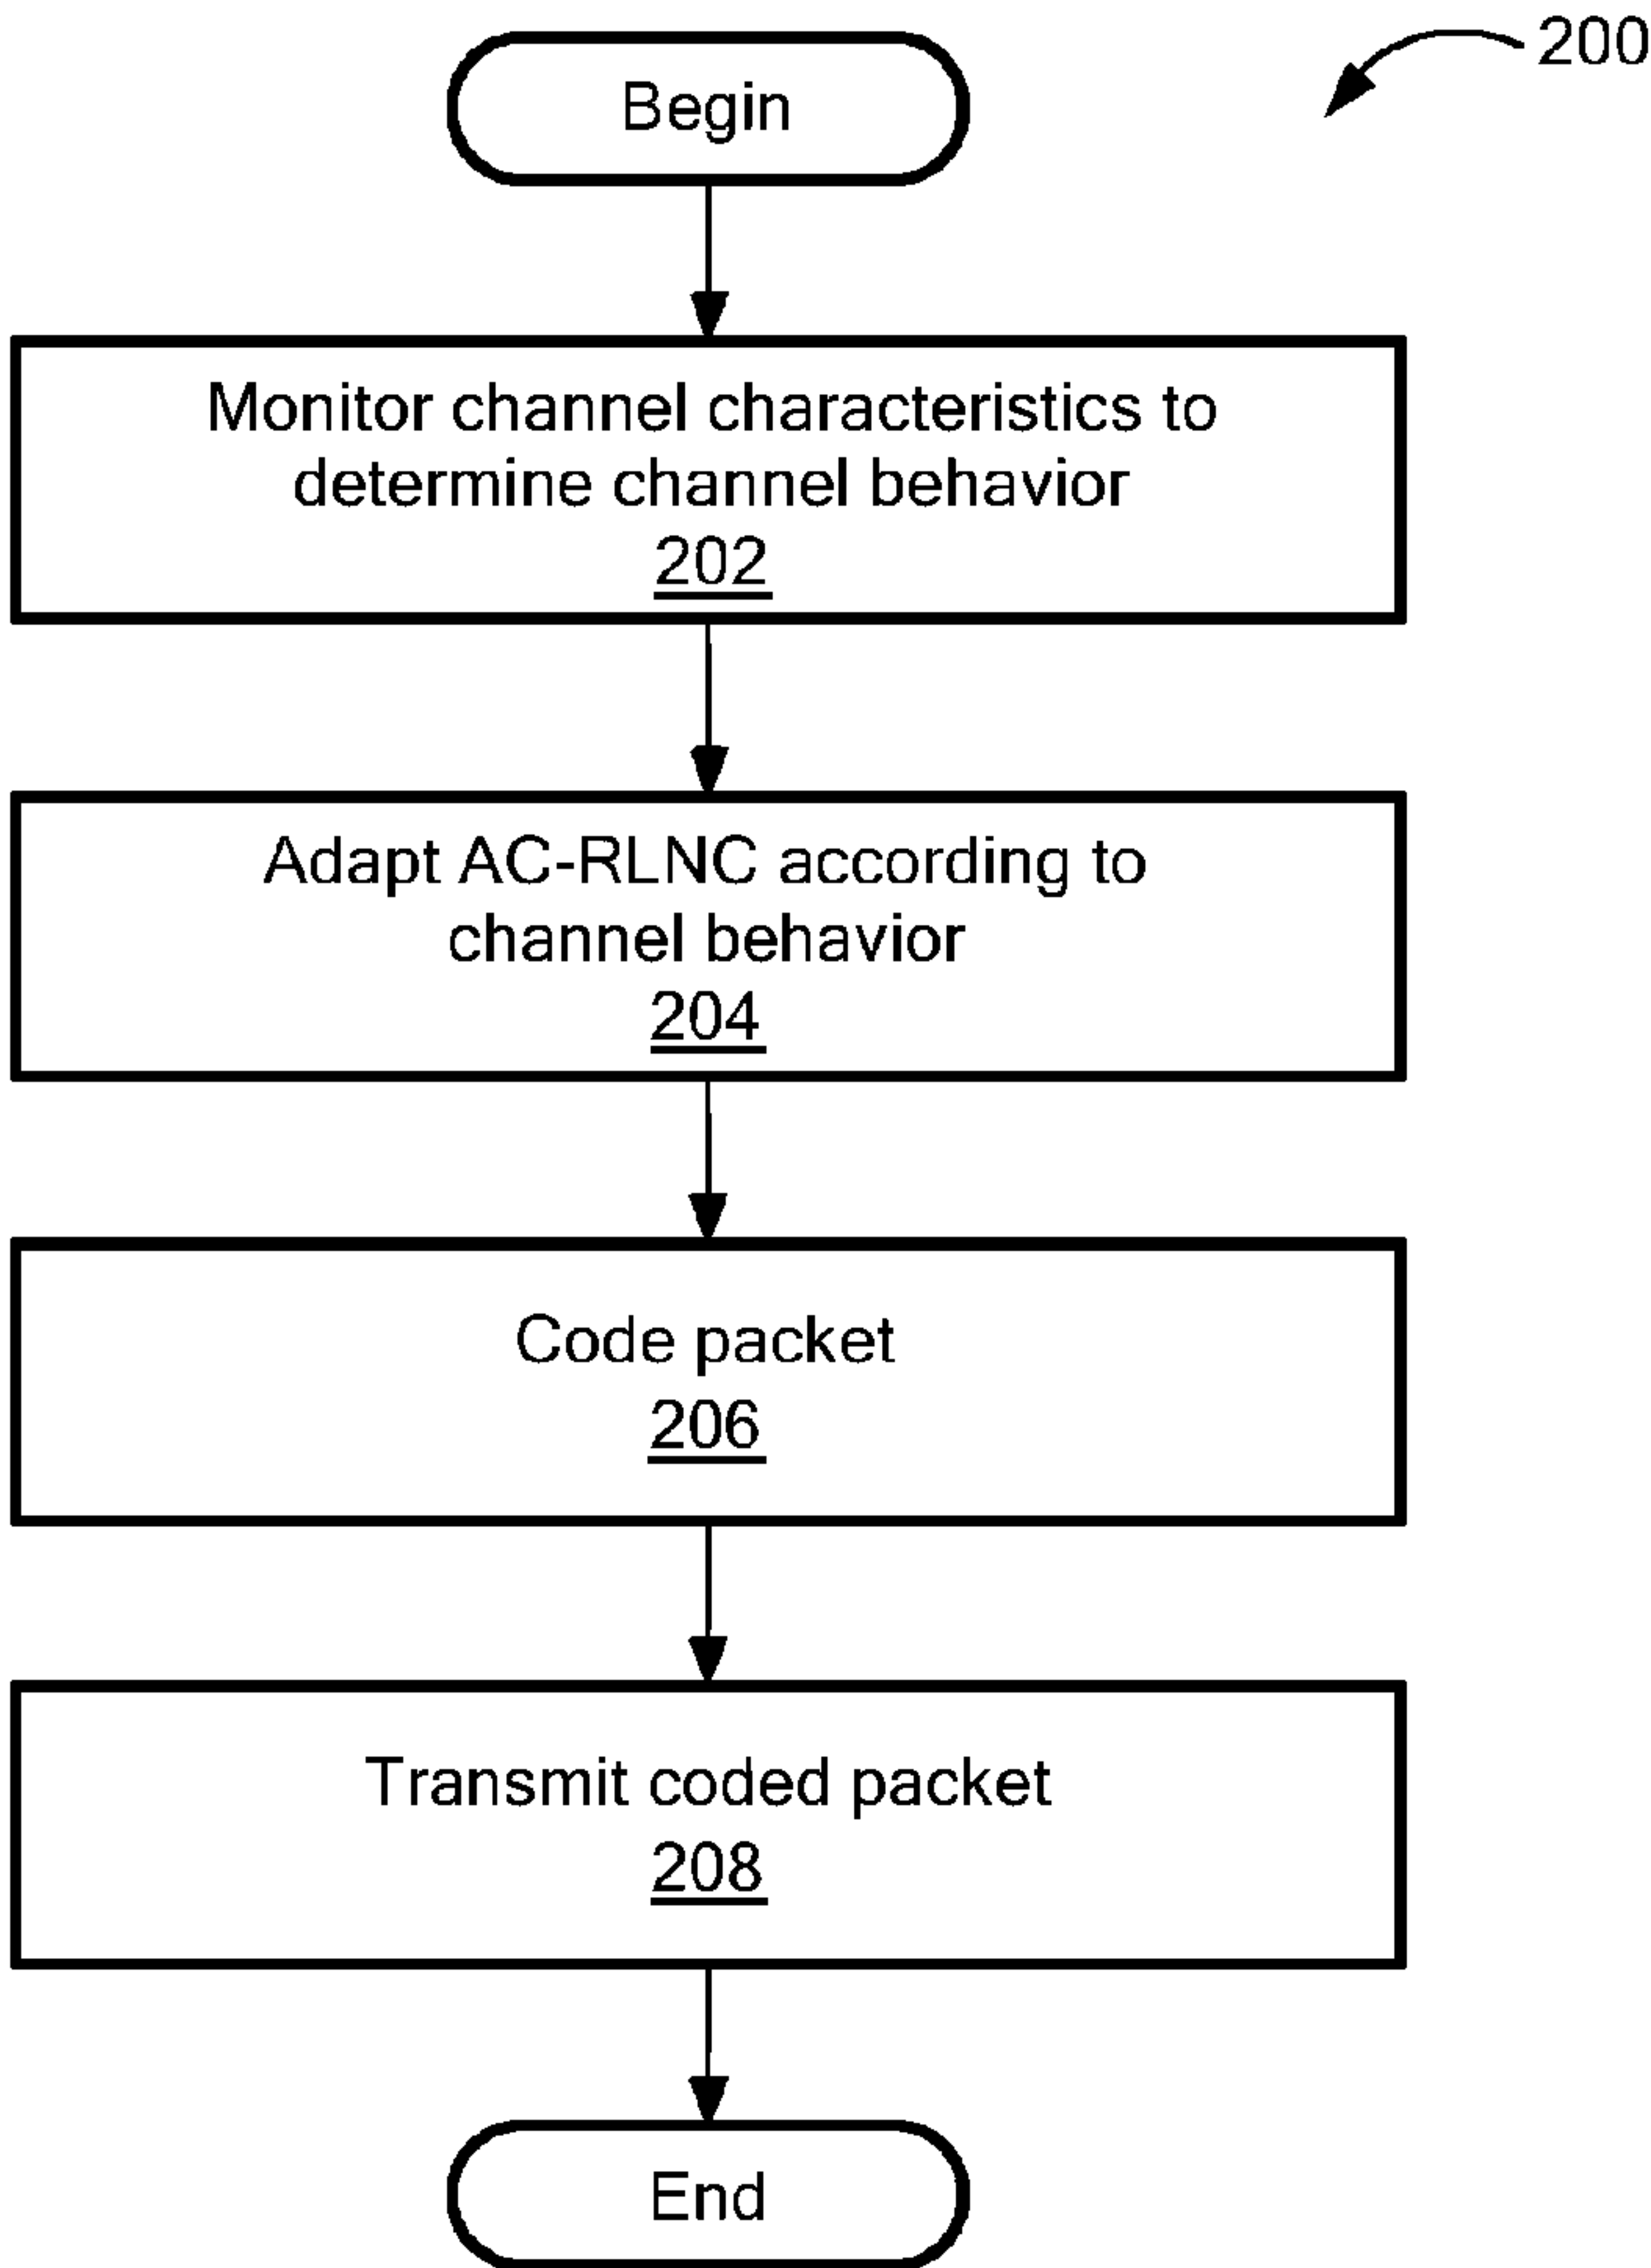 200
Begin
Monitor channel characteristics to
determine channel behavior
202
Adapt AC-RLNC according to
channel behavior
204
Code packet
206
Transmit coded packet
208
End